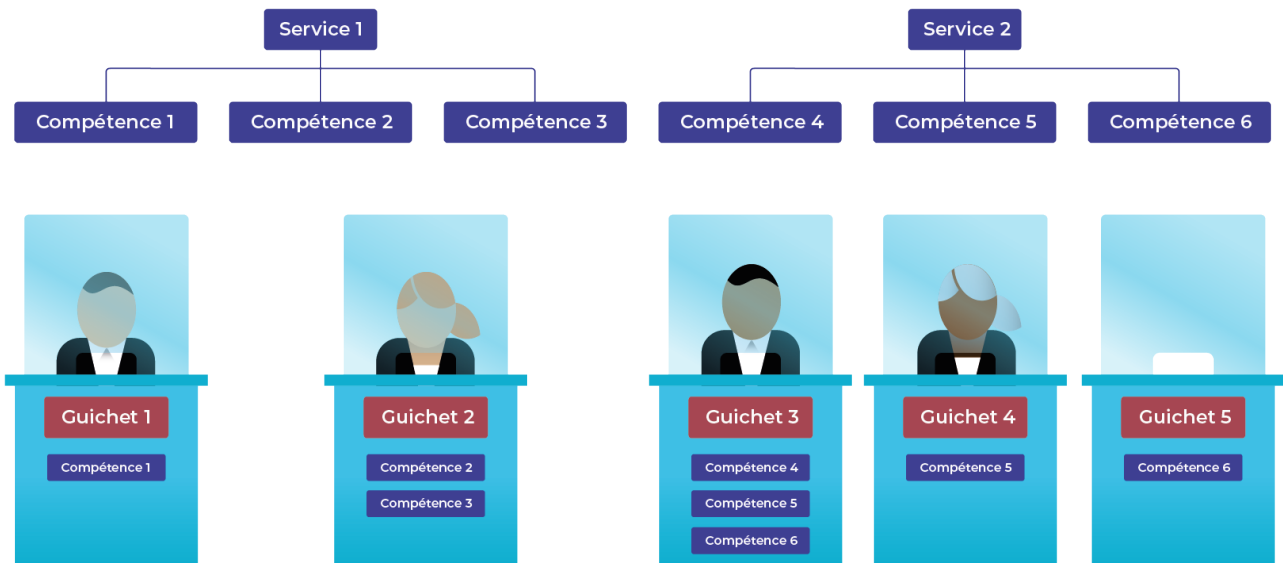 Service 1
Service 2
Compétence 1
Compétence 2
Compétence 3
Compétence 4
Compétence 5
Compétence 6
Guichet 1
Compétence 1
Guichet 2
Compétence 2
Compétence 3
Guichet 3
Compétence 4
Compétence 5
Compétence 6
Guichet 4
Compétence 5
Guichet 5
Compétence 6